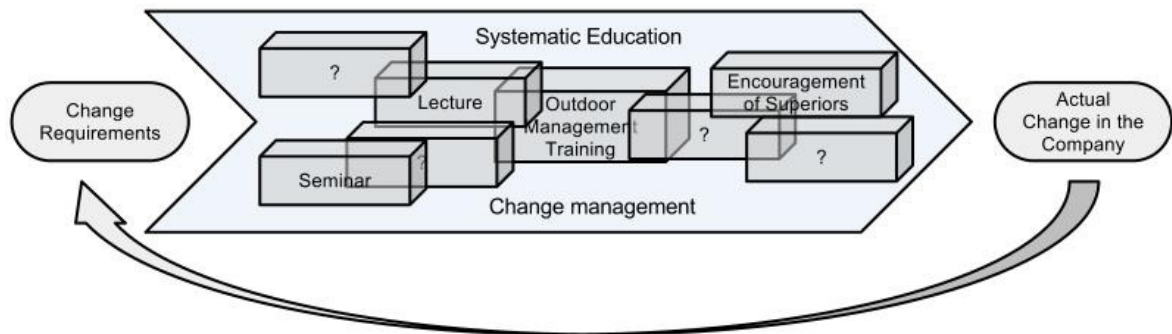 Systematic Education
?
Lecture
Encouragement
of Superiors
Outdoor
Management
Training
?
?
Seminar
?
Change management
Change
Requirements
Actual
Change in the
Company